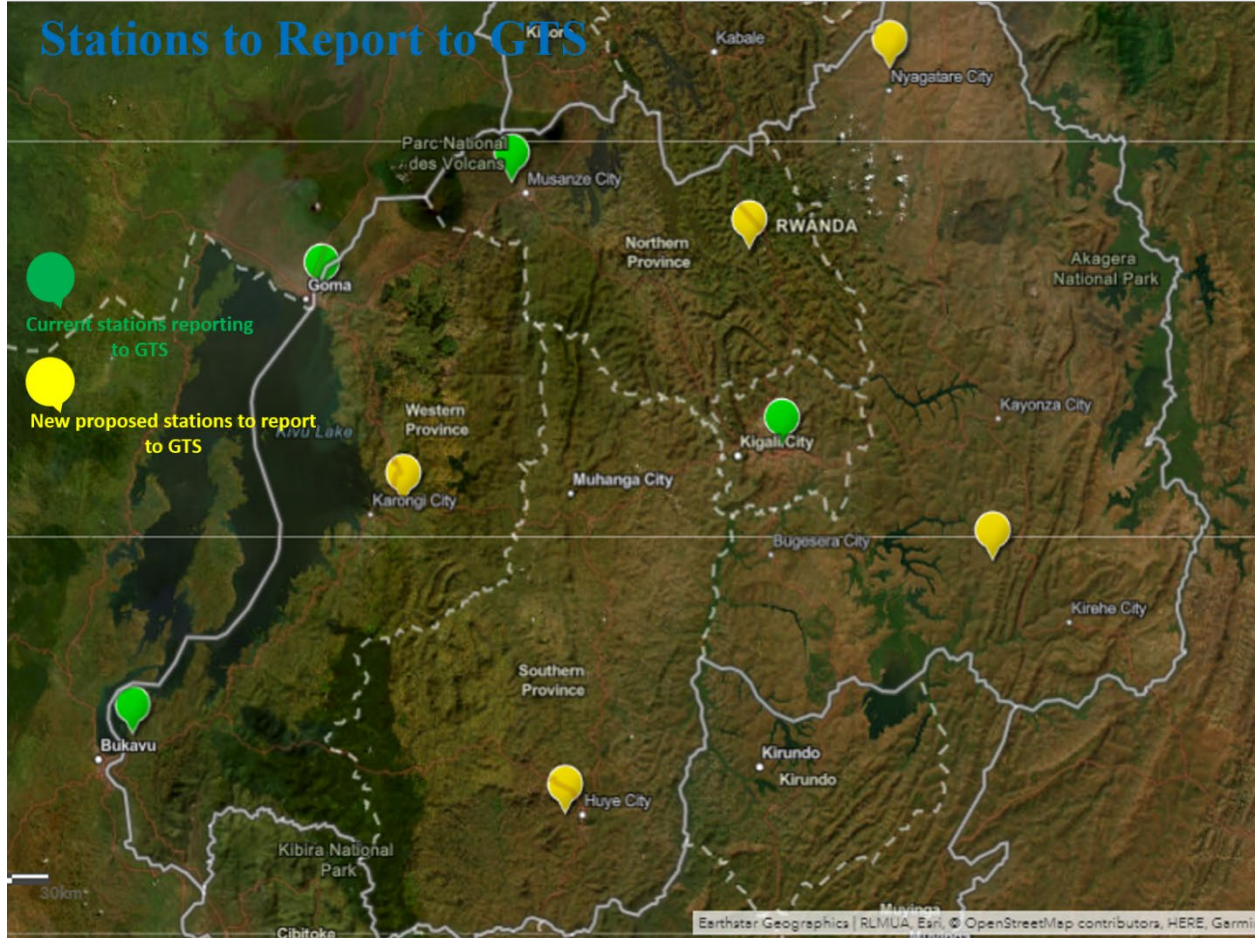 Stations to Report to GTS
Kabale
Nyagatare City
Parc National
des Volcans
Musanze City
RWANDA
Northern
Province
Akagera
National Park
Goma
Current stations reporting
to GTS
New proposed stations to report
to GTS
Kivu Lake
Western
Province
Kayonza City
Kigali City
Karongi City
Muhanga City
Bugesera City
Kirehe City
Southern
Province
Bukavu
Kirundo
Kirundo
Huye City
Kibira National
Park
30km
Cibitoke
Muyinga
Earthstar Geographics | RLMUA, Esri, © OpenStreetMap contributors, HERE, Garmi